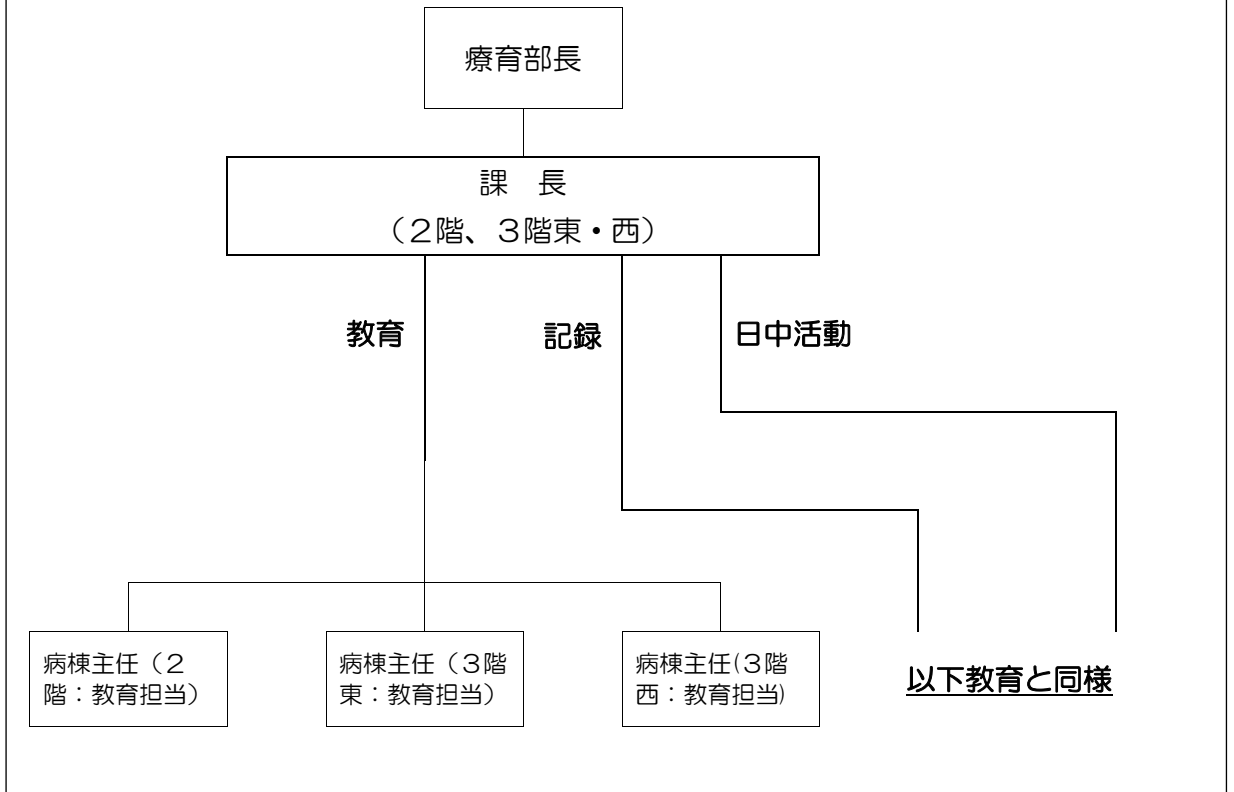 療育部長
課　長
（２階、３階東・西）
教育
記録
日中活動
病棟主任（２
階：教育担当）
病棟主任（３階
東：教育担当）
病棟主任(３階
西：教育担当)
以下教育と同様